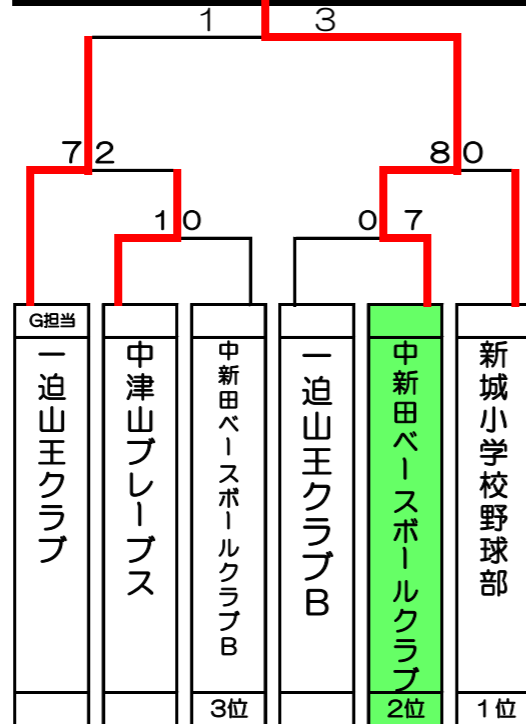 1 3
7 2
8 0
1 0
0 7
G担当
一迫山王クラブ
中津山ブレーブス
中新田ベースボールクラブB
3位
一迫山王クラブB
中新田ベースボールクラブ
2位
新城小学校野球部
1位